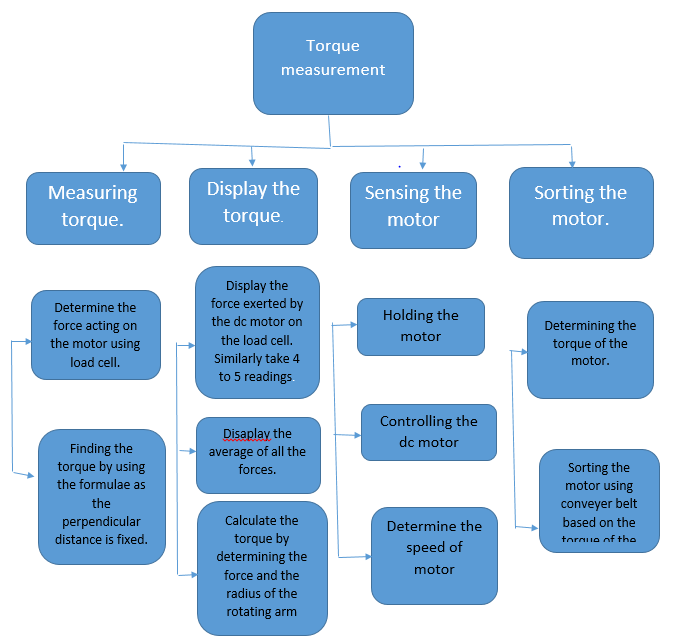 Torque
measurement
Measuring
torque.
Display the
torque.
Sensing the
motor
Sorting the
motor.
Determine the
force acting on
the motor using
load cell.
Finding the
torque by using
the formulae as
the
perpendicular
distance is fixed.
Display the
force exerted by
the dc motor on
the load cell.
Similarly take 4
to 5 readings.
Disaplay the
average of all the
forces.
Calculate the
torque by
determining the
force and the
radius of the
rotating arm
Holding the
motor
Controlling the
dc motor
Determine the
speed of
motor
Determining the
torque of the
motor.
Sorting the
motor using
conveyer belt
based on the
torque of the